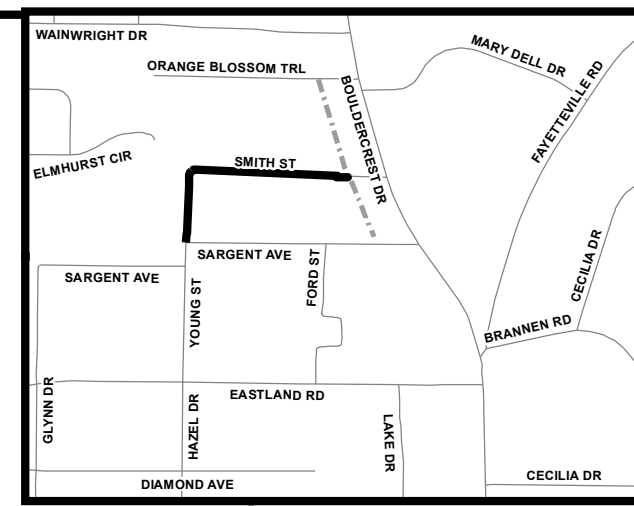 WAINWRIGHT DR
MARY DELL DR
ORANGE BLOSSOM TRL
FAYETTEVILLE RD
BOULDERCREST DR
ELMHURST CIR
SMITH ST
SARGENT AVE
SARGENT AVE
FORD ST
CECILIA DR
YOUNG ST
BRANNEN RD
GLYNN DR
HAZEL DR
EASTLAND RD
LAKE DR
DIAMOND AVE
CECILIA DR